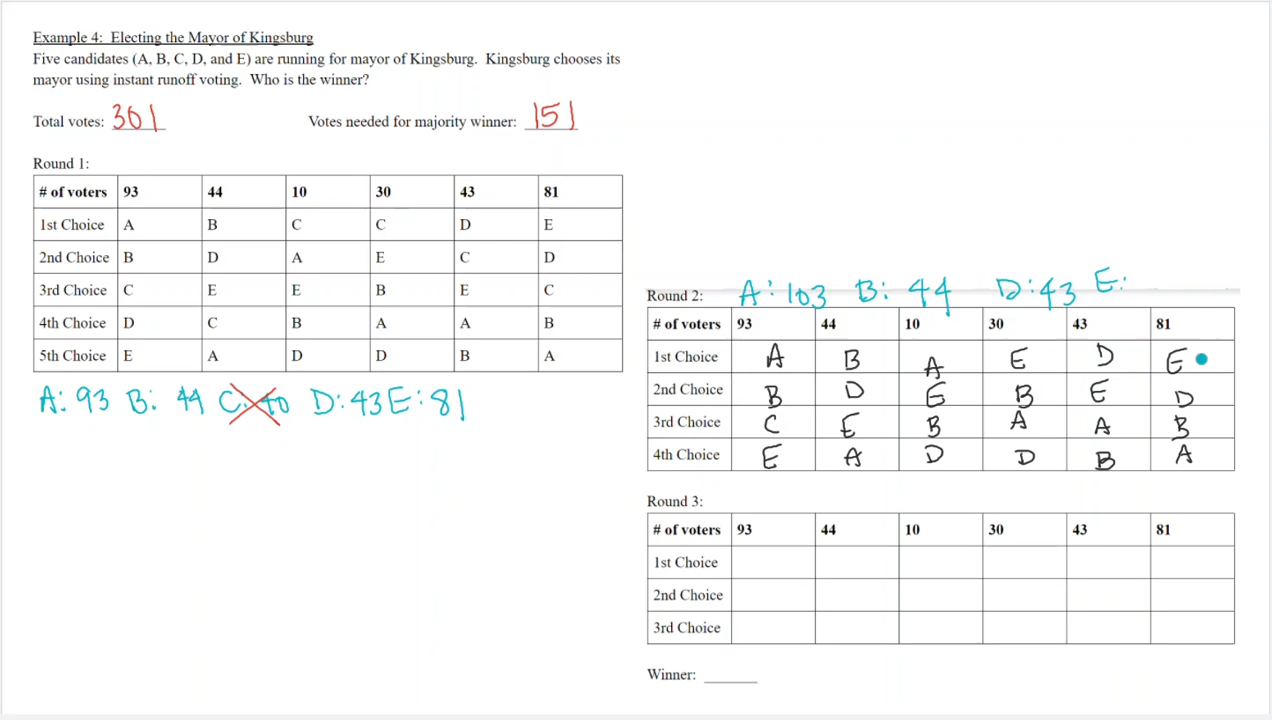 Example 4: Electing the Mayor of Kingsburg
Five candidates (A, B, C, D, and E) are running for mayor of Kingsburg. Kingsburg chooses its
mayor using instant runoff voting. Who is the winner?
Total votes: 301 Votes needed for majority winner: 151
Round 1:
# of voters 93 44 10 30 43 81
1st Choice A B C C D E
2nd Choice B D A E C D
3rd Choice C E E B E C
4th Choice D C B A A B
5th Choice E A D D B A
A: 93 B: 44 C: 40 D: 43 E: 81
Round 2: A: 103 B: 44 D: 43 E:
# of voters 93 44 10 30 43 81
1st Choice A B A E D E
2nd Choice B D E B E D
3rd Choice C E B A A B
4th Choice E A D D B A
Round 3:
# of voters 93 44 10 30 43 81
1st Choice
2nd Choice
3rd Choice
Winner: